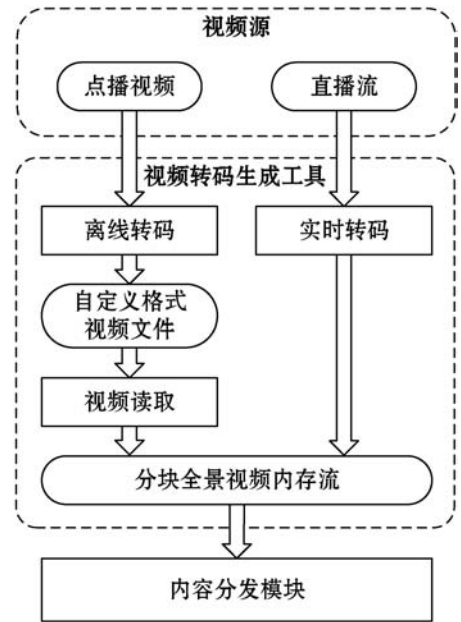 视频源
点播视频
直播流
视频转码生成工具
离线转码
实时转码
自定义格式
视频文件
视频读取
分块全景视频内存流
内容分发模块